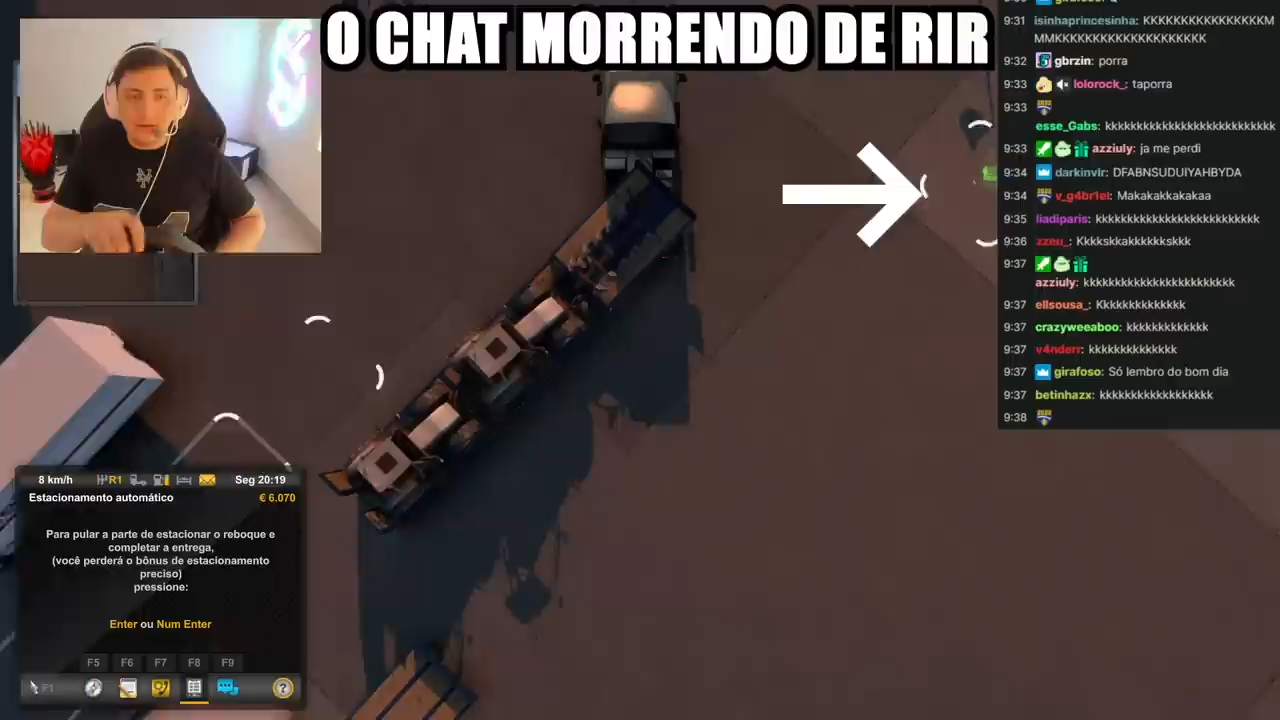 O CHAT MORRENDO DE RIR
9:31 isinhaprincesinha: KKKKKKKKKKKKKKKKKM
MMKKKKKKKKKKKKKKKKKKKK
9:32 gbrzin: porra
9:33 lolorock_: taporra
9:33
esse_Gabs: kkkkkkkkkkkkkkkkkkkkkkkkkkk
9:33 azziuly: ja me perdi
9:34 darkinvir: DFABNSUDUIYAHBYDA
9:34 v_g4br1el: Makakakkakakaa
9:35 liadiparis: kkkkkkkkkkkkkkkkkkkkkkkkkk
9:36 zzeu_: Kkkkskkakkkkkkskkk
9:37
azziuly: kkkkkkkkkkkkkkkkkkkkkkkk
9:37 ellsousa_: Kkkkkkkkkkkkkk
9:37 crazyweeaboo: kkkkkkkkkkkkk
9:37 v4nderr: kkkkkkkkkkkkkk
9:37 girafoso: Só lembro do bom dia
9:37 betinhazx: kkkkkkkkkkkkkkkkkk
9:38
8 km/h R1 Seg 20:19
Estacionamento automático € 6.070
Para pular a parte de estacionar o reboque e
completar a entrega,
(você perderá o bônus de estacionamento
preciso)
pressione:
Enter ou Num Enter
F5 F6 F7 F8 F9
F1 ?